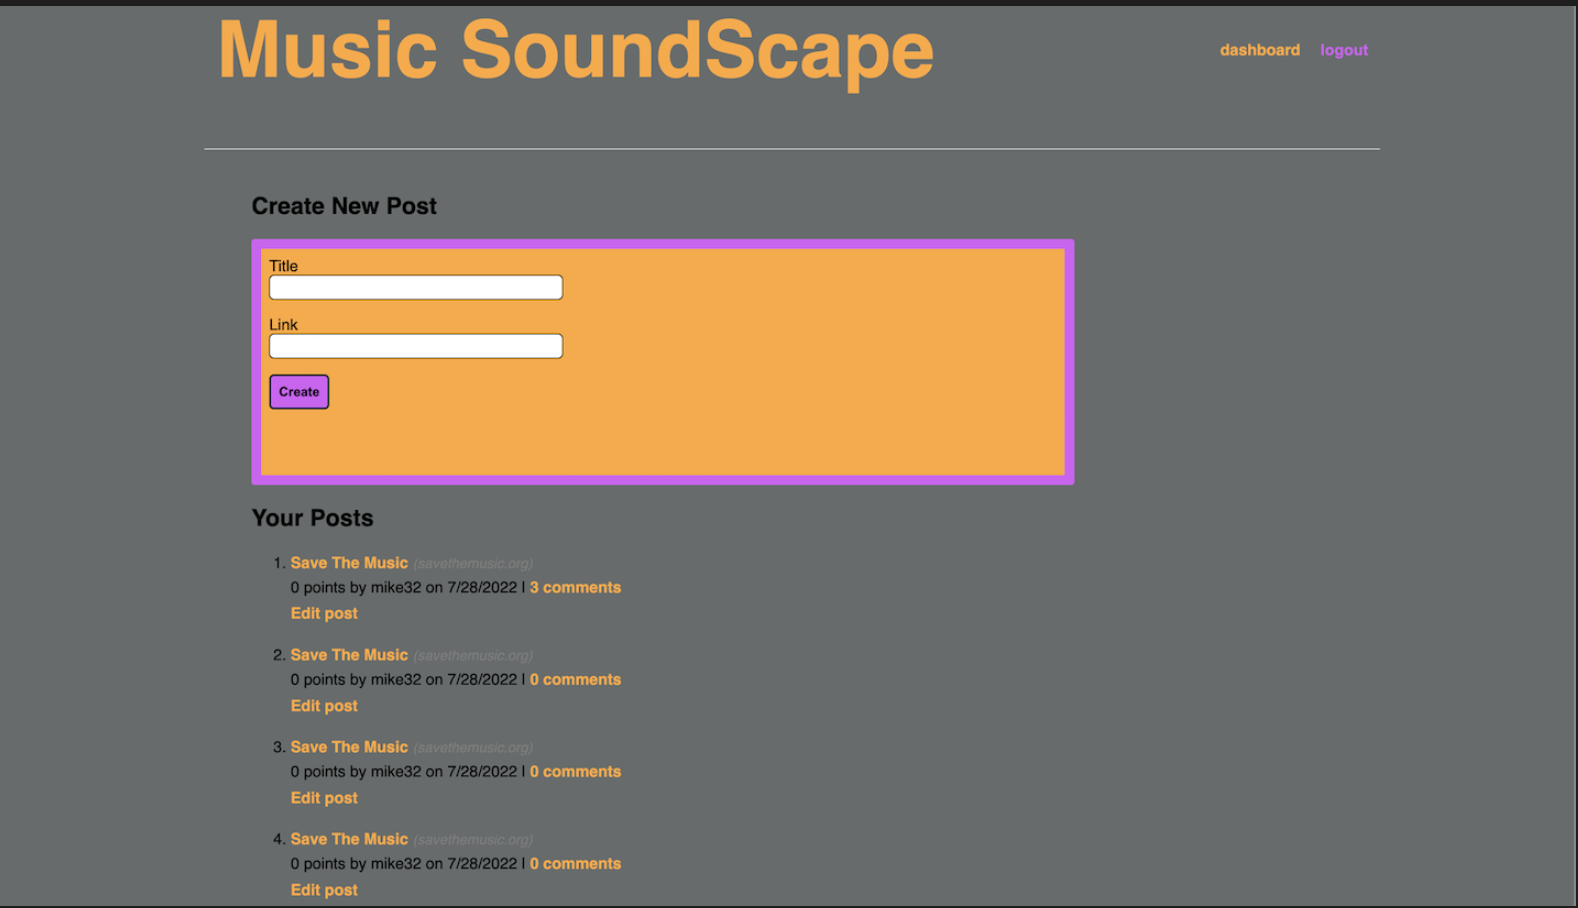 Music SoundScape
dashboard logout
Create New Post
Title
Link
Create
Your Posts
1. Save The Music (savethemusic.org)
0 points by mike32 on 7/28/2022 | 3 comments
Edit post
2. Save The Music (savethemusic.org)
0 points by mike32 on 7/28/2022 | 0 comments
Edit post
3. Save The Music (savethemusic.org)
0 points by mike32 on 7/28/2022 | 0 comments
Edit post
4. Save The Music (savethemusic.org)
0 points by mike32 on 7/28/2022 | 0 comments
Edit post